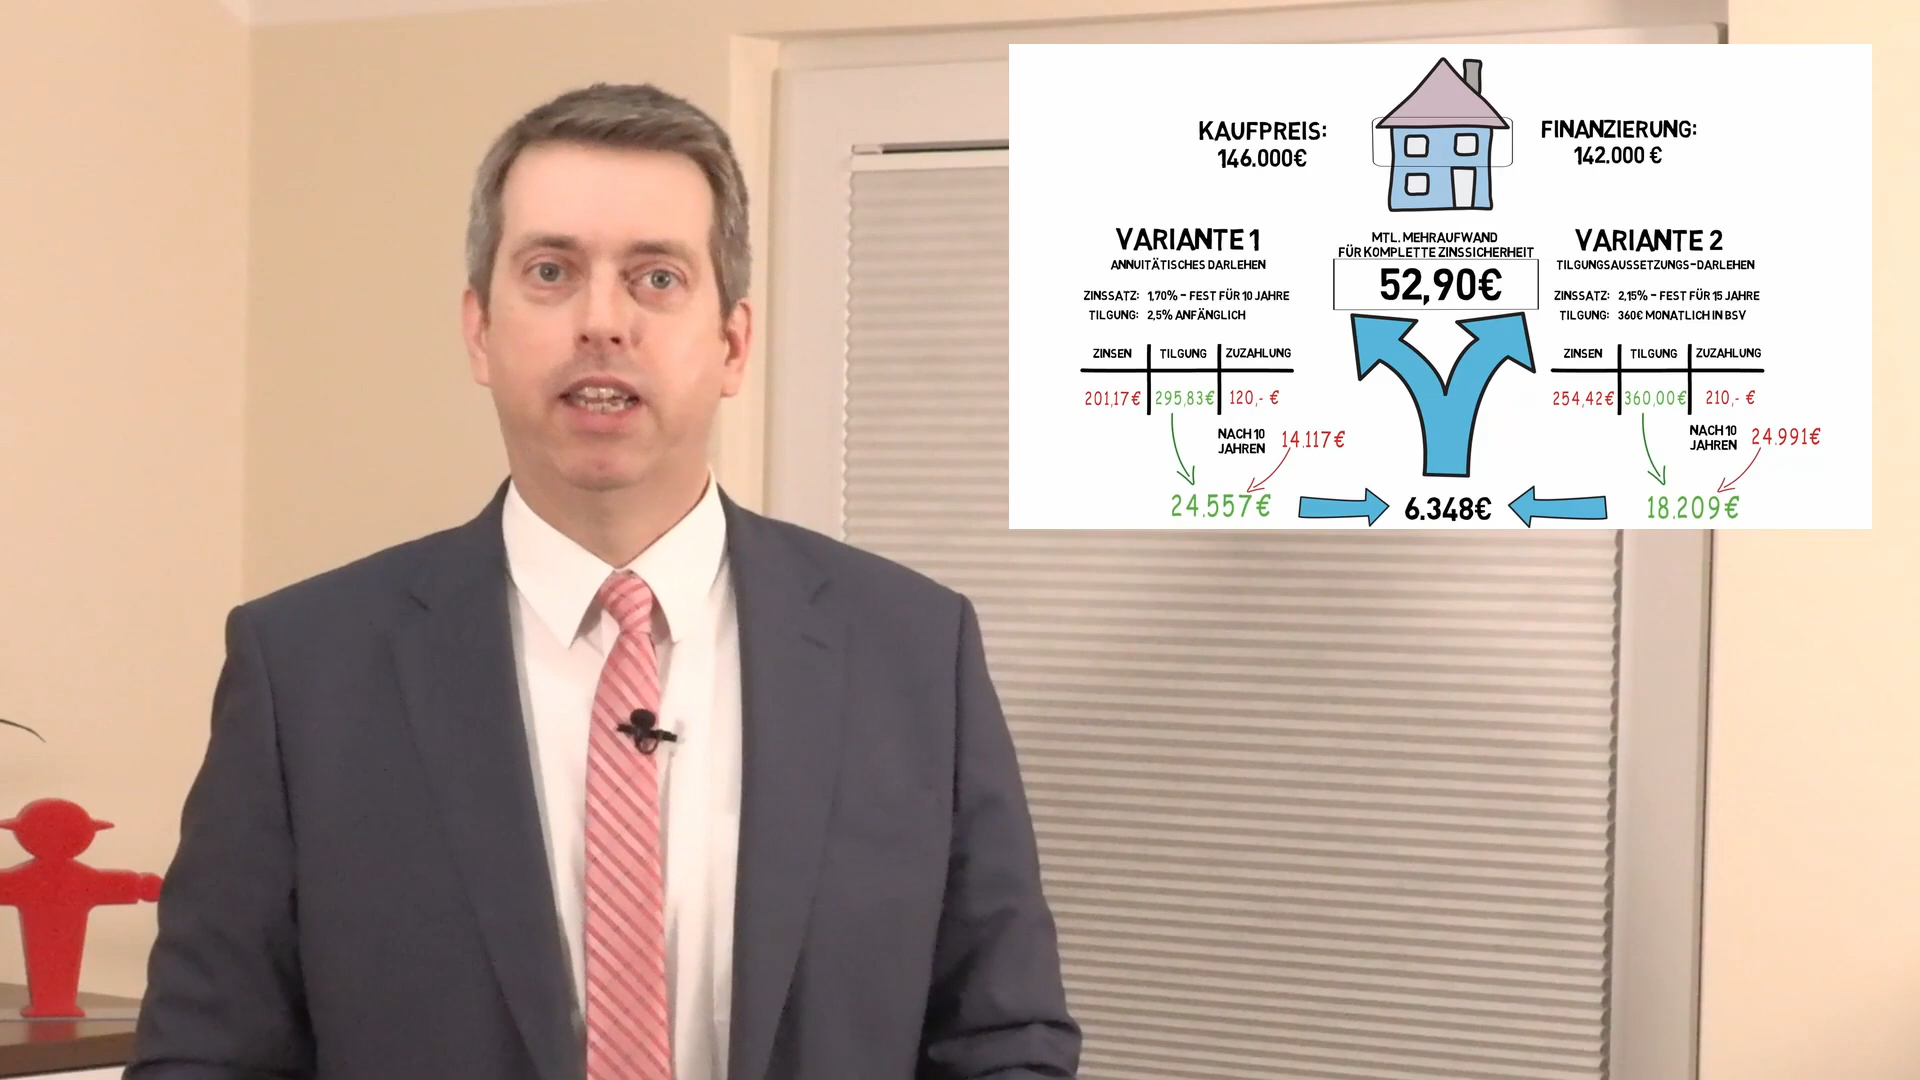 KAUFPREIS:
146.000€
FINANZIERUNG:
142.000 €
VARIANTE 1
ANNUITÄTISCHES DARLEHEN
ZINSSATZ: 1,70% – FEST FÜR 10 JAHRE
TILGUNG: 2,5% ANFÄNGLICH
ZINSEN TILGUNG ZUZAHLUNG
201,17€ 295,83€ 120,- €
NACH 10
JAHREN
14.117€
24.557€
MTL. MEHRAUFWAND
FÜR KOMPLETTE ZINSSICHERHEIT
52,90€
6.348€
VARIANTE 2
TILGUNGSAUSSETZUNGS-DARLEHEN
ZINSSATZ: 2,15% – FEST FÜR 15 JAHRE
TILGUNG: 360€ MONATLICH IN BSV
ZINSEN TILGUNG ZUZAHLUNG
254,42€ 360,00€ 210,- €
NACH 10
JAHREN
24.991€
18.209€